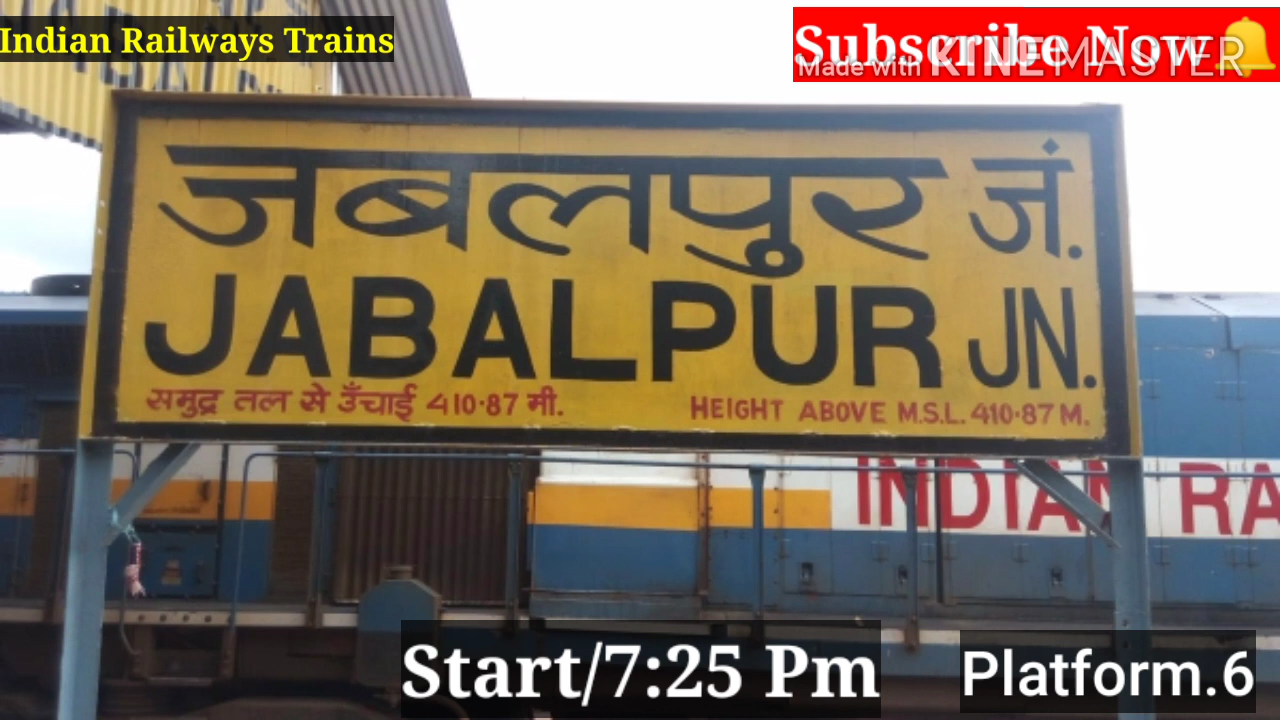 Indian Railways Trains
Subscribe Now🔔
Made with KINEMASTER
जबलपुर जं.
JABALPUR JN.
समुद्र तल से उँचाई 410·87 मी.
HEIGHT ABOVE M.S.L. 410·87 M.
INDIAN RA
Start/7:25 Pm
Platform.6